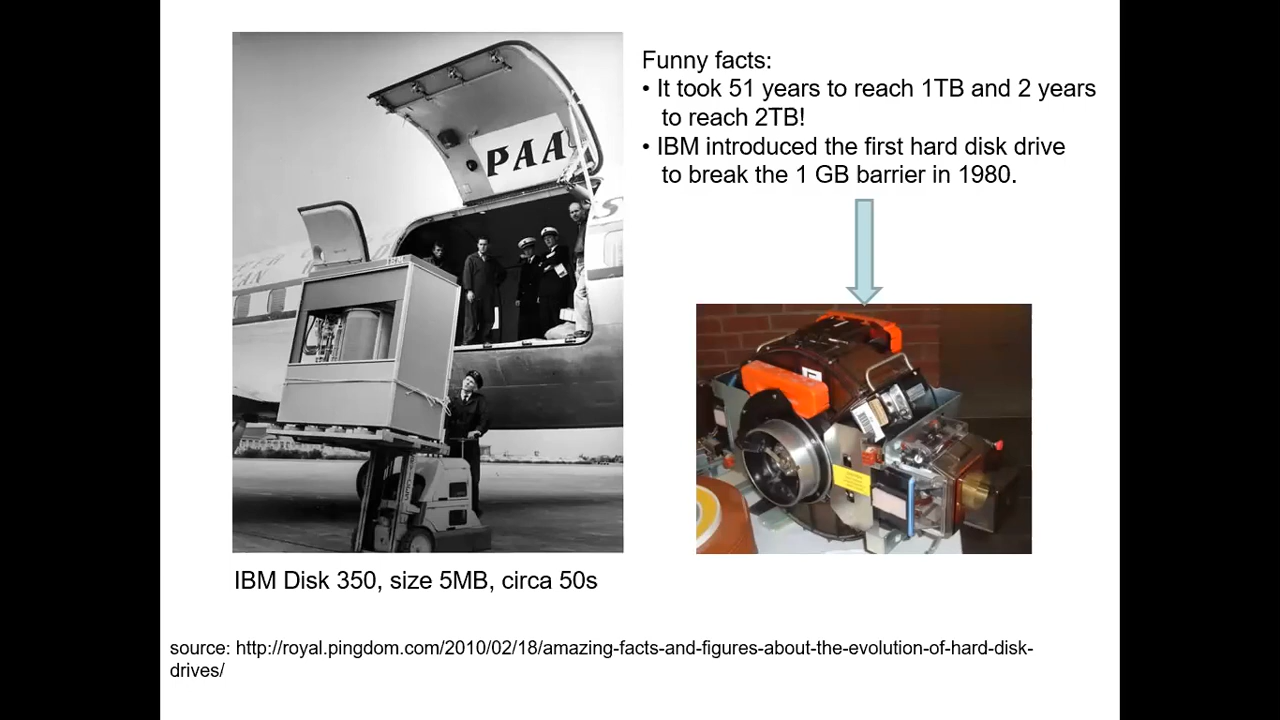 PAA
Funny facts:
• It took 51 years to reach 1TB and 2 years
to reach 2TB!
• IBM introduced the first hard disk drive
to break the 1 GB barrier in 1980.
IBM Disk 350, size 5MB, circa 50s
source: http://royal.pingdom.com/2010/02/18/amazing-facts-and-figures-about-the-evolution-of-hard-disk-
drives/